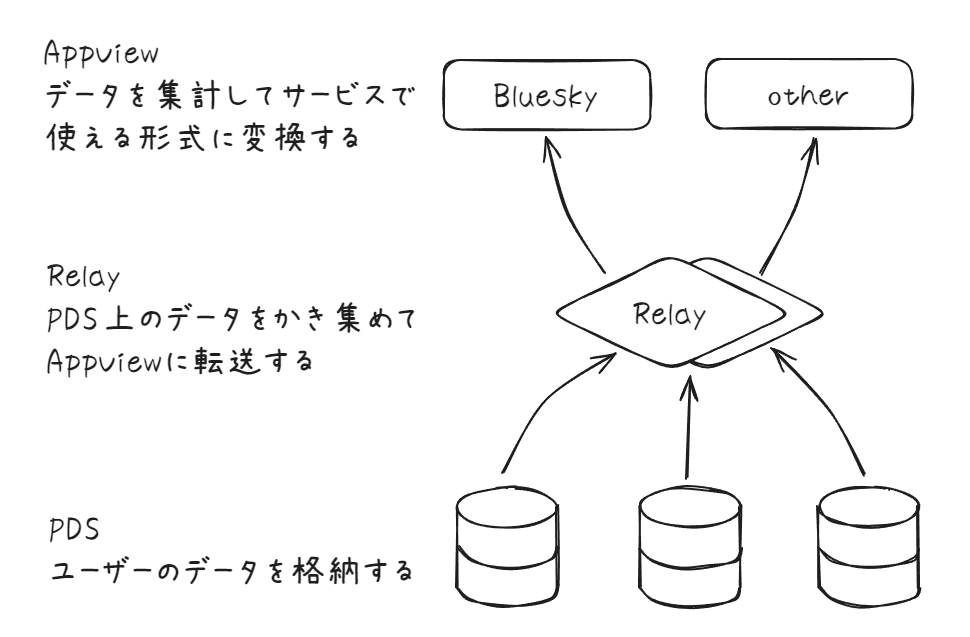 Appview
データを集計してサービスで
使える形式に変換する
Bluesky
other
Relay
PDS上のデータをかき集めて
Appviewに転送する
Relay
PDS
ユーザーのデータを格納する